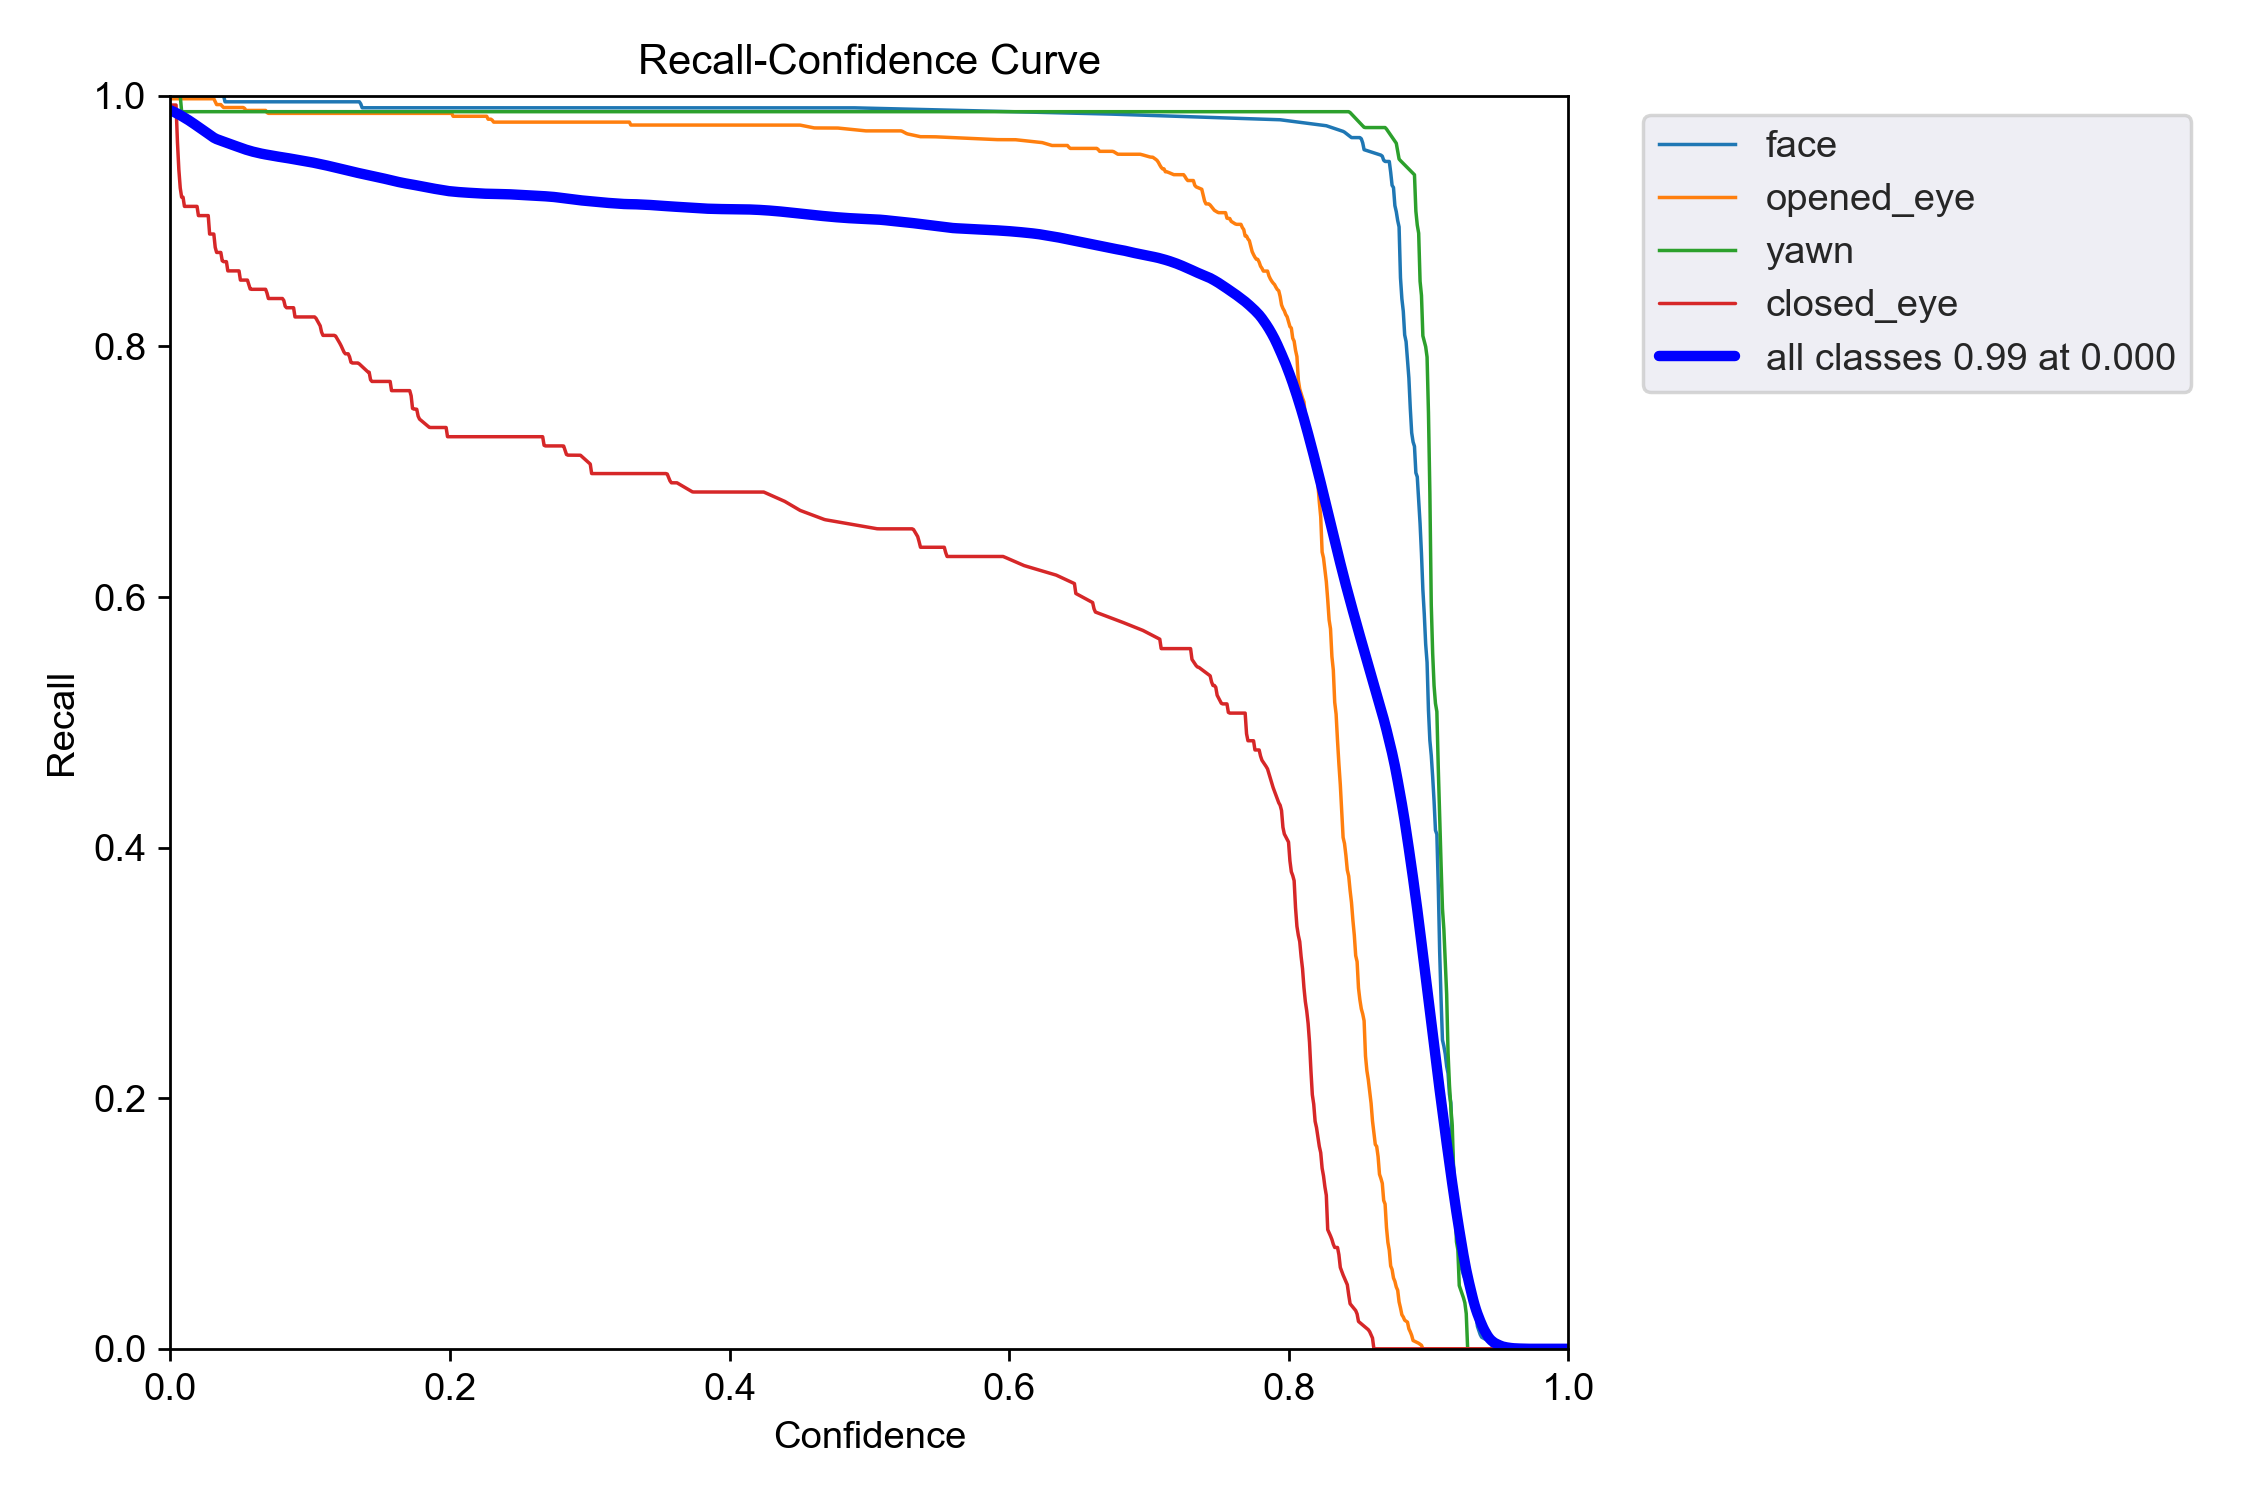 Recall-Confidence Curve
1.0
0.8
0.6
0.4
0.2
0.0
Recall
0.0 0.2 0.4 0.6 0.8 1.0
Confidence
face
opened_eye
yawn
closed_eye
all classes 0.99 at 0.000